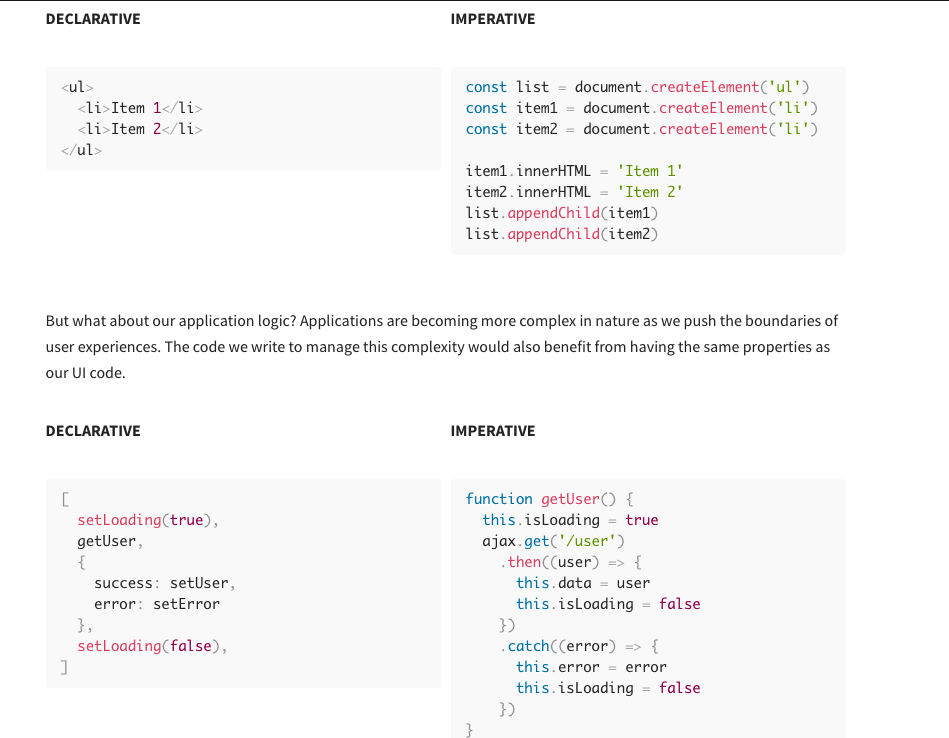 DECLARATIVE
<ul>
  <li>Item 1</li>
  <li>Item 2</li>
</ul>
IMPERATIVE
const list = document.createElement('ul')
const item1 = document.createElement('li')
const item2 = document.createElement('li')

item1.innerHTML = 'Item 1'
item2.innerHTML = 'Item 2'
list.appendChild(item1)
list.appendChild(item2)
But what about our application logic? Applications are becoming more complex in nature as we push the boundaries of
user experiences. The code we write to manage this complexity would also benefit from having the same properties as
our UI code.
DECLARATIVE
[
  setLoading(true),
  getUser,
  {
    success: setUser,
    error: setError
  },
  setLoading(false),
]
IMPERATIVE
function getUser() {
  this.isLoading = true
  ajax.get('/user')
    .then((user) => {
      this.data = user
      this.isLoading = false
    })
    .catch((error) => {
      this.error = error
      this.isLoading = false
    })
}